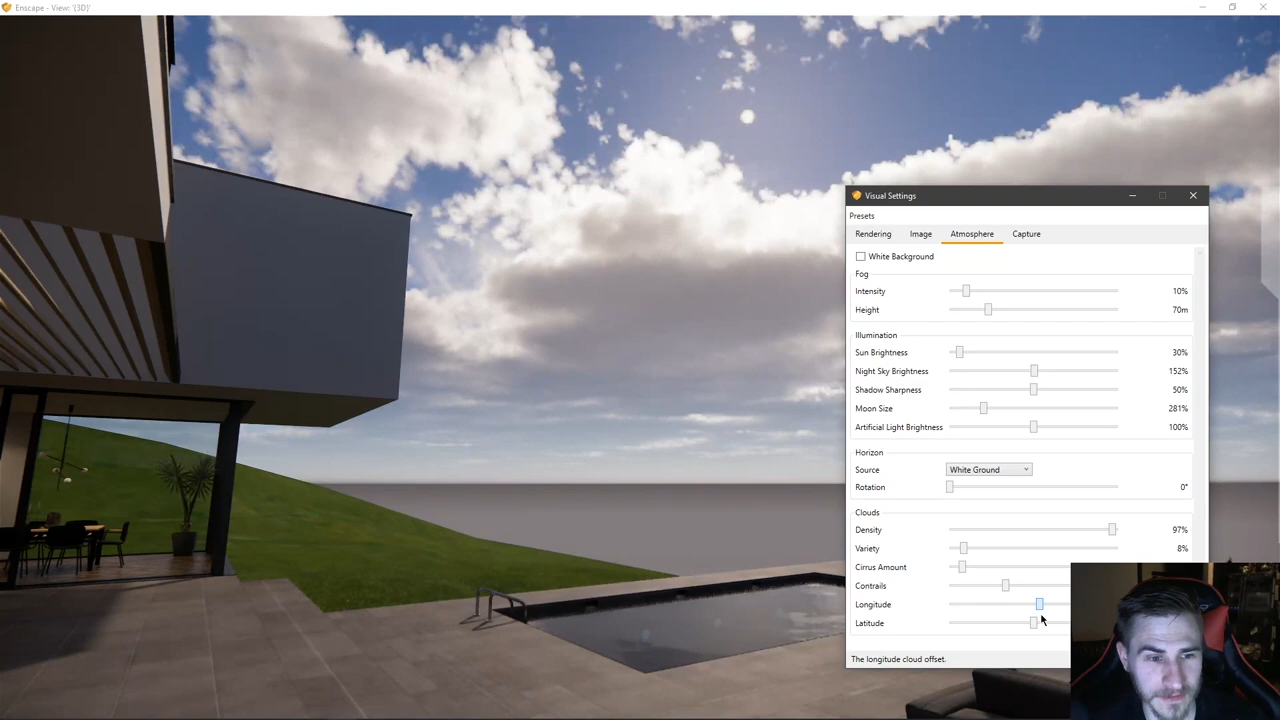 Enscape - View: '{3D}'
Visual Settings
Presets
Rendering Image Atmosphere Capture
White Background
Fog
Intensity 10%
Height 70m
Illumination
Sun Brightness 30%
Night Sky Brightness 152%
Shadow Sharpness 50%
Moon Size 281%
Artificial Light Brightness 100%
Horizon
Source White Ground
Rotation 0°
Clouds
Density 97%
Variety 8%
Cirrus Amount
Contrails
Longitude
Latitude
The longitude cloud offset.